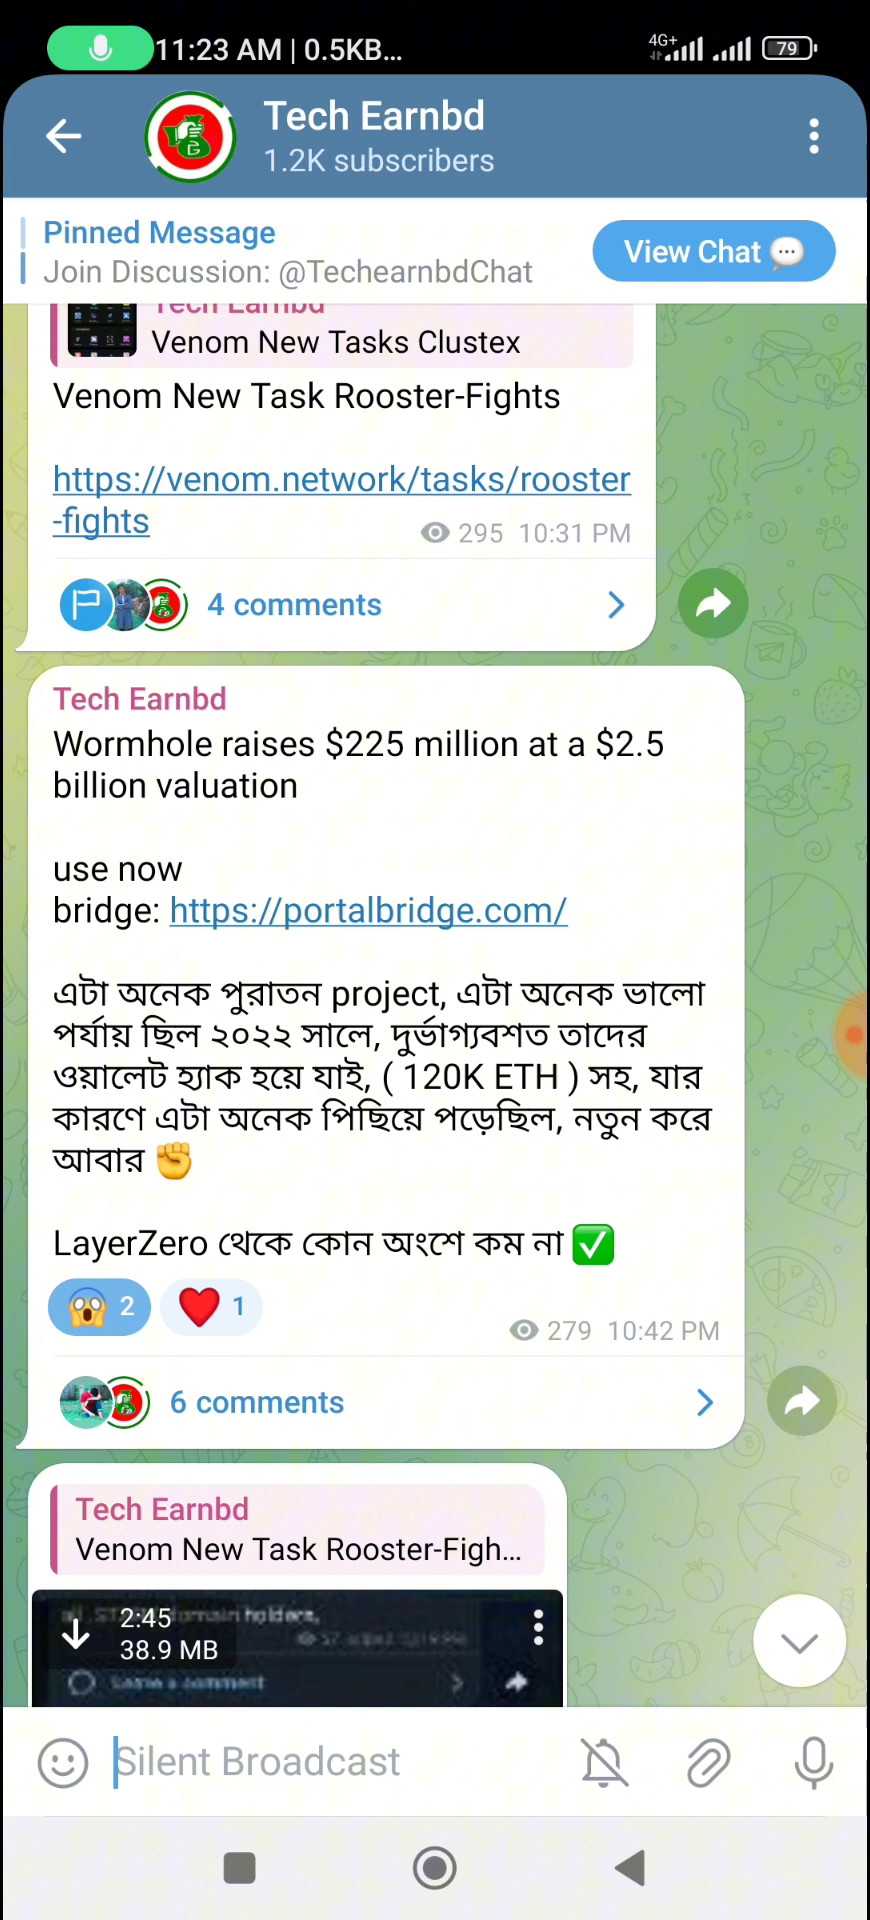 11:23 AM | 0.5KB...
4G+
79
Tech Earnbd
1.2K subscribers
Pinned Message
Join Discussion: @TechearnbdChat
View Chat 💬
Tech Earnbd
Venom New Tasks Clustex
Venom New Task Rooster-Fights
https://venom.network/tasks/rooster
-fights
295 10:31 PM
4 comments
Tech Earnbd
Wormhole raises $225 million at a $2.5
billion valuation
use now
bridge: https://portalbridge.com/
এটা অনেক পুরাতন project, এটা অনেক ভালো
পর্যায় ছিল ২০২২ সালে, দুর্ভাগ্যবশত তাদের
ওয়ালেট হ্যাক হয়ে যাই, ( 120K ETH ) সহ, যার
কারণে এটা অনেক পিছিয়ে পড়েছিল, নতুন করে
আবার ✊
LayerZero থেকে কোন অংশে কম না ✅
😱 2 ❤️ 1
279 10:42 PM
6 comments
Tech Earnbd
Venom New Task Rooster-Figh...
holders,
2:45
38.9 MB
Leave a comment
Silent Broadcast